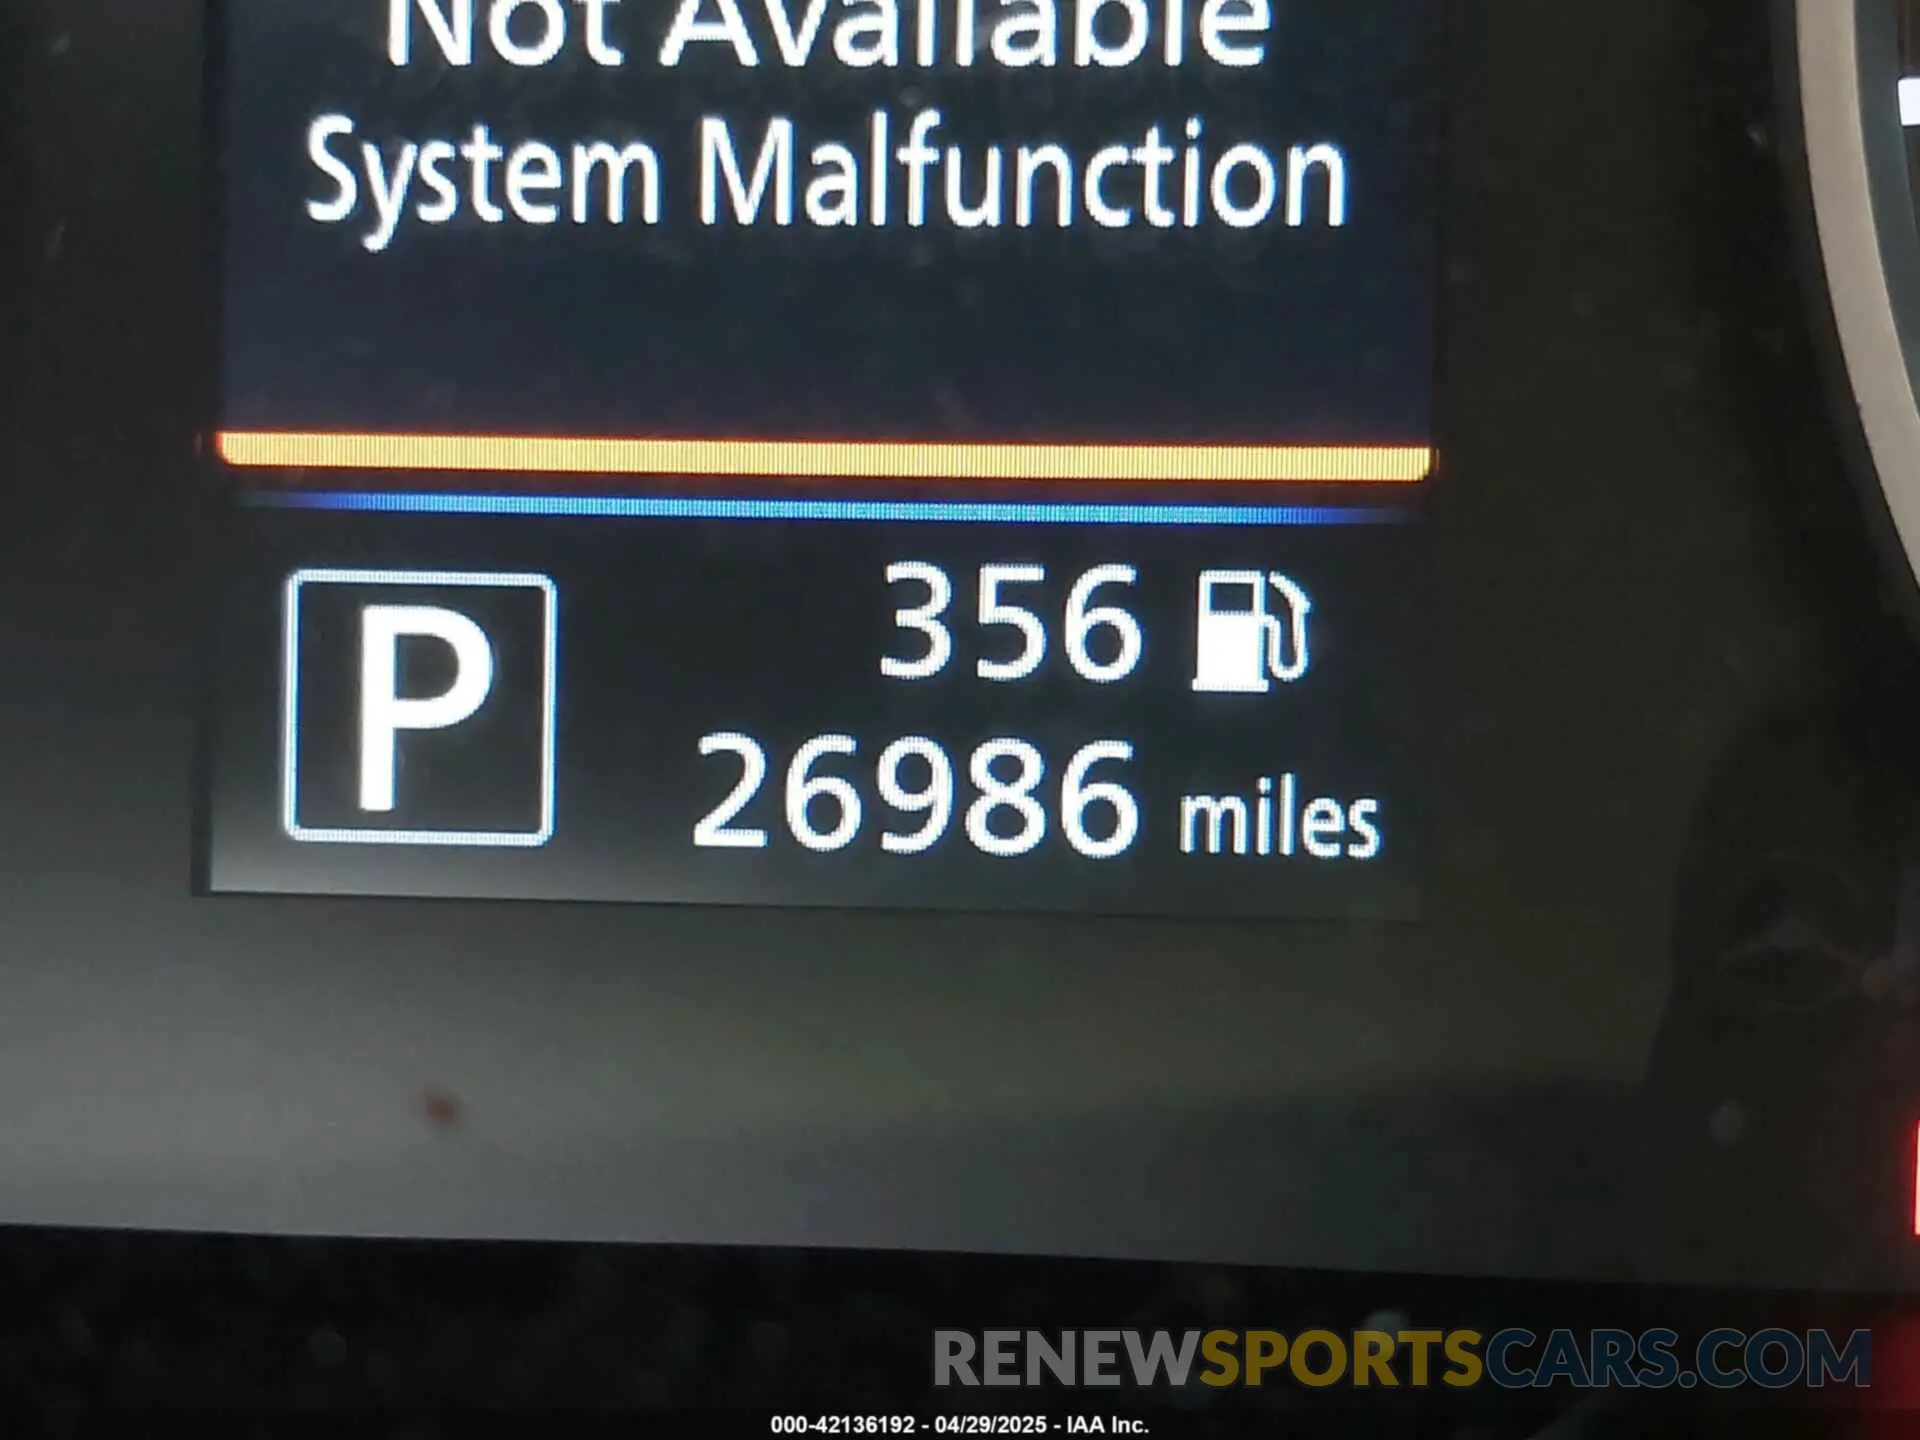 Not Available
System Malfunction
356
P
26986 miles
RENEWSPORTSCARS.COM
000-42136192 - 04/29/2025 - IAA Inc.